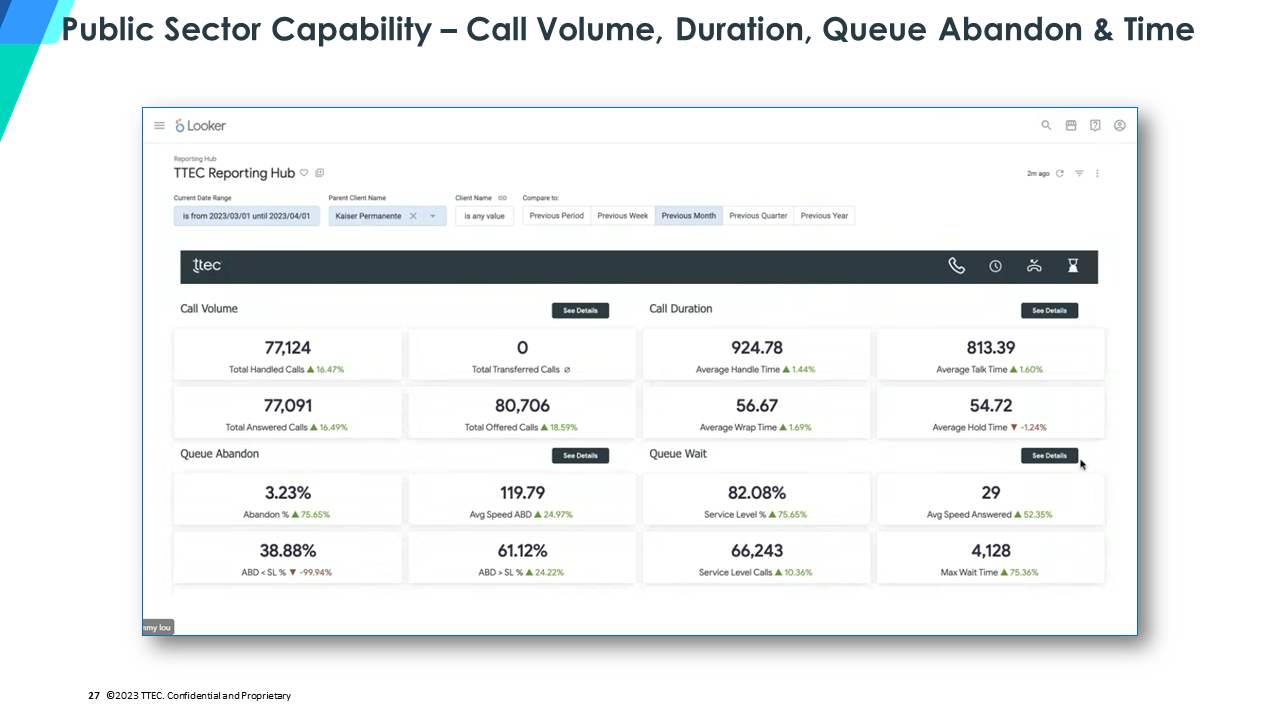 Public Sector Capability – Call Volume, Duration, Queue Abandon & Time
Looker
Reporting Hub
TTEC Reporting Hub
2m ago
Current Date Range
Parent Client Name
Client Name
Compare to:
is from 2023/03/01 until 2023/04/01
Kaiser Permanente
is any value
Previous Period
Previous Week
Previous Month
Previous Quarter
Previous Year
ttec
Call Volume
See Details
Call Duration
See Details
77,124
Total Handled Calls ▲ 16.47%
0
Total Transferred Calls ∅
924.78
Average Handle Time ▲ 1.44%
813.39
Average Talk Time ▲ 1.60%
77,091
Total Answered Calls ▲ 16.49%
80,706
Total Offered Calls ▲ 18.59%
56.67
Average Wrap Time ▲ 1.69%
54.72
Average Hold Time ▼ -1.24%
Queue Abandon
See Details
Queue Wait
See Details
3.23%
Abandon % ▲ 75.65%
119.79
Avg Speed ABD ▲ 24.97%
82.08%
Service Level % ▲ 75.65%
29
Avg Speed Answered ▲ 52.35%
38.88%
ABD < SL % ▼ -99.94%
61.12%
ABD > SL % ▲ 24.22%
66,243
Service Level Calls ▲ 10.36%
4,128
Max Wait Time ▲ 75.36%
my lou
27 ©2023 TTEC. Confidential and Proprietary